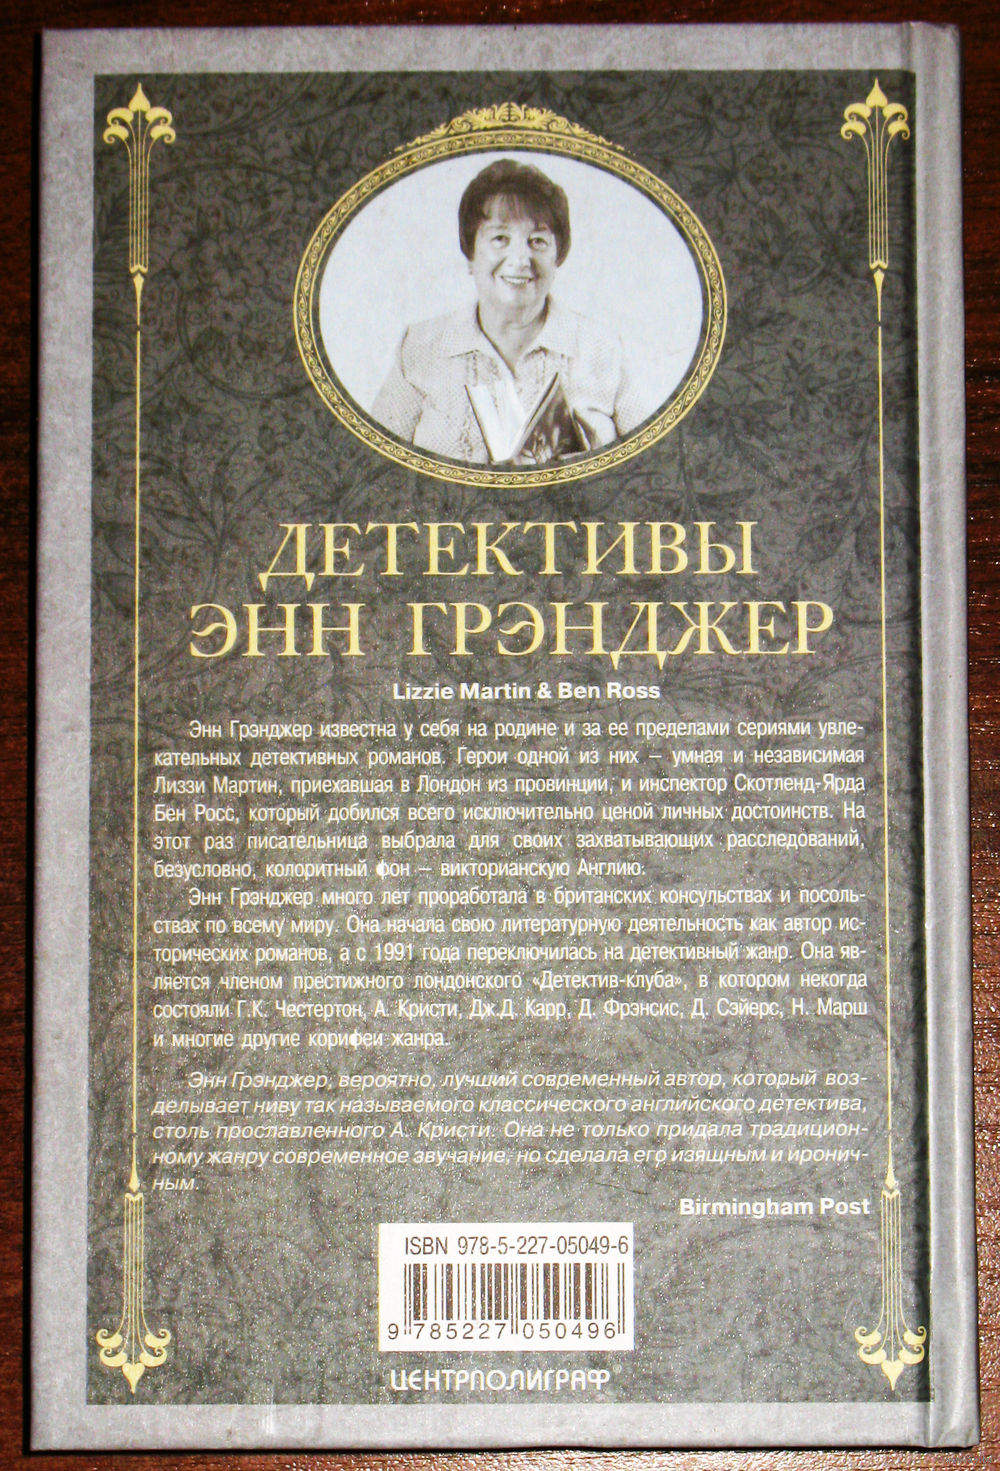 ДЕТЕКТИВЫ
ЭНН ГРЭНДЖЕР
Lizzie Martin & Ben Ross
Энн Грэнджер известна у себя на родине и за ее пределами сериями увле-
кательных детективных романов. Герои одной из них – умная и независимая
Лиззи Мартин, приехавшая в Лондон из провинции, и инспектор Скотленд-Ярда
Бен Росс, который добился всего исключительно ценой личных достоинств. На
этот раз писательница выбрала для своих захватывающих расследований,
безусловно, колоритный фон – викторианскую Англию.
Энн Грэнджер много лет проработала в британских консульствах и посоль-
ствах по всему миру. Она начала свою литературную деятельность как автор ис-
торических романов, а с 1991 года переключилась на детективный жанр. Она яв-
ляется членом престижного лондонского «Детектив-клуба», в котором некогда
состояли Г.К. Честертон, А. Кристи, Дж.Д. Карр, Д. Фрэнсис, Д. Сэйерс, Н. Марш
и многие другие корифеи жанра.
Энн Грэнджер, вероятно, лучший современный автор, который воз-
делывает ниву так называемого классического английского детектива,
столь прославленного А. Кристи. Она не только придала традицион-
ному жанру современное звучание, но сделала его изящным и иронич-
ным.
Birmingham Post
ISBN 978-5-227-05049-6
9 785227 050496
ЦЕНТРПОЛИГРАФ®